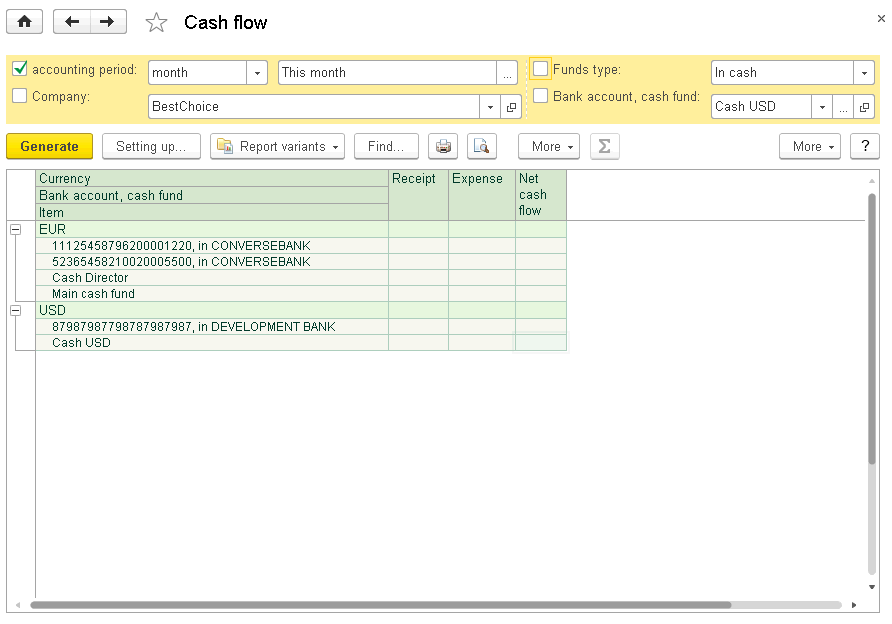 Cash flow
accounting period: month This month ... Funds type: In cash
Company: BestChoice Bank account, cash fund: Cash USD ...
Generate Setting up... Report variants Find... More Σ More ?
Currency Receipt Expense Net cash flow
Bank account, cash fund
Item
EUR
11125458796200001220, in CONVERSEBANK
52365458210020005500, in CONVERSEBANK
Cash Director
Main cash fund
USD
87987987798787987987, in DEVELOPMENT BANK
Cash USD